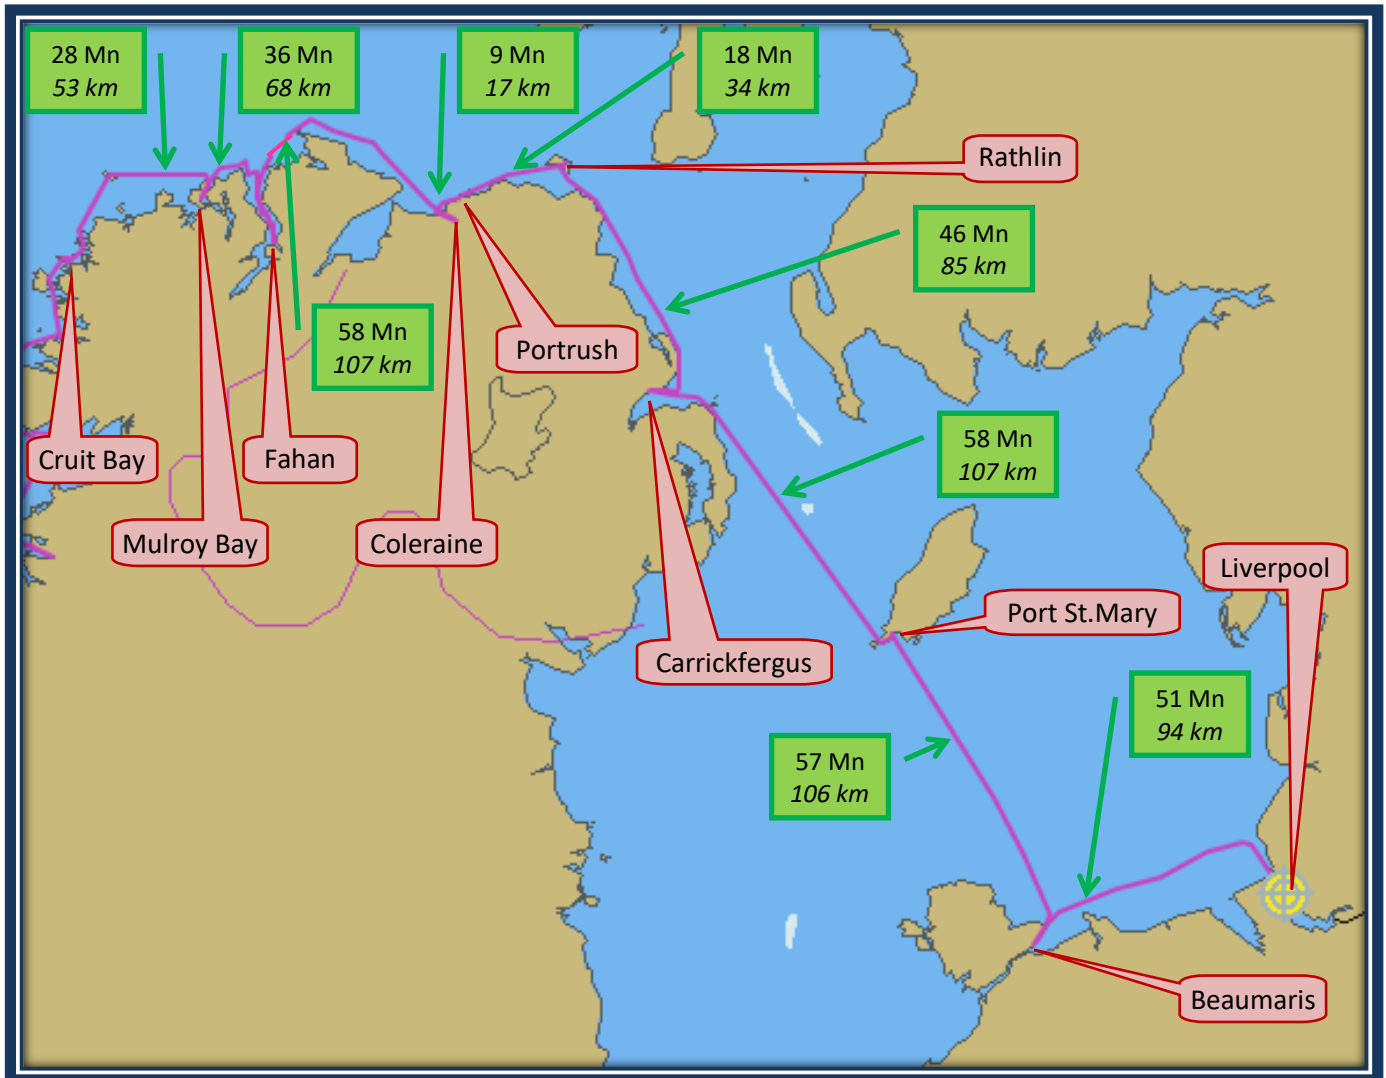 28 Mn
53 km
36 Mn
68 km
9 Mn
17 km
18 Mn
34 km
Rathlin
46 Mn
85 km
58 Mn
107 km
Portrush
Cruit Bay
Fahan
58 Mn
107 km
Mulroy Bay
Coleraine
Liverpool
Port St.Mary
Carrickfergus
51 Mn
94 km
57 Mn
106 km
Beaumaris